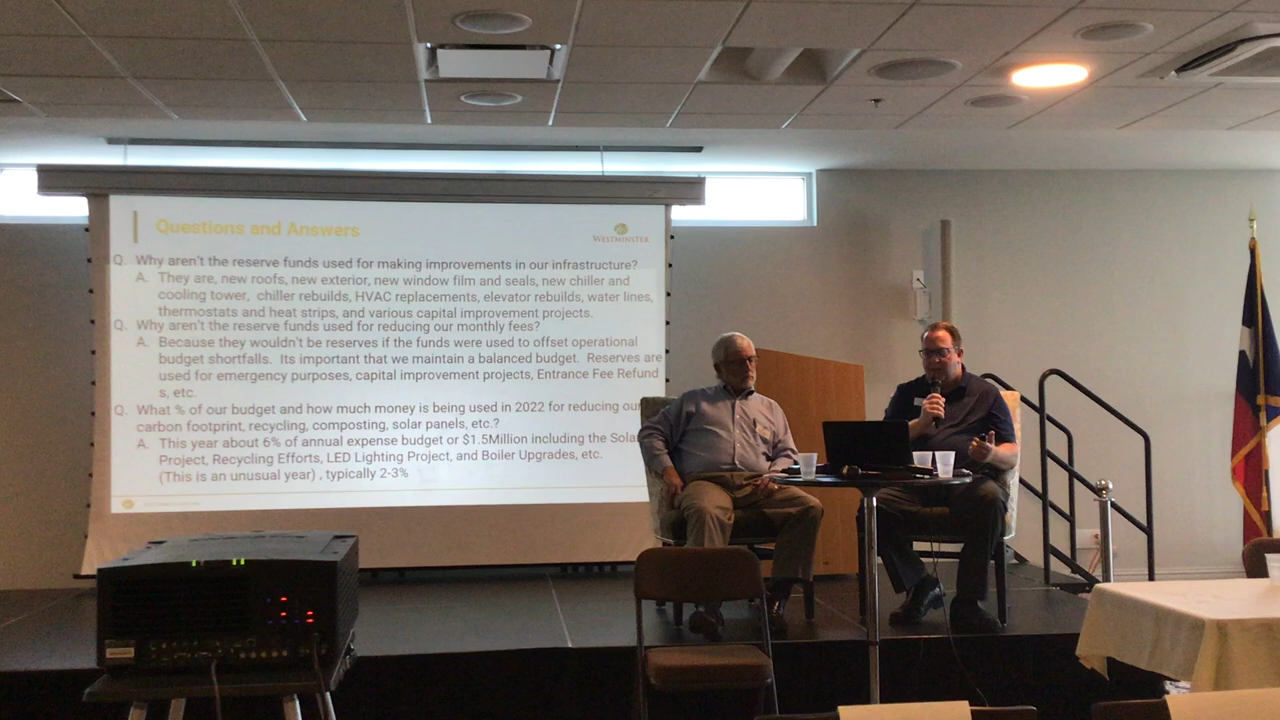 Questions and Answers
WESTMINSTER
Q. Why aren't the reserve funds used for making improvements in our infrastructure?
A. They are, new roofs, new exterior, new window film and seals, new chiller and
cooling tower, chiller rebuilds, HVAC replacements, elevator rebuilds, water lines,
thermostats and heat strips, and various capital improvement projects.
Q. Why aren't the reserve funds used for reducing our monthly fees?
A. Because they wouldn't be reserves if the funds were used to offset operational
budget shortfalls. Its important that we maintain a balanced budget. Reserves are
used for emergency purposes, capital improvement projects, Entrance Fee Refund
s, etc.
Q. What % of our budget and how much money is being used in 2022 for reducing our
carbon footprint, recycling, composting, solar panels, etc.?
A. This year about 6% of annual expense budget or $1.5Million including the Solar
Project, Recycling Efforts, LED Lighting Project, and Boiler Upgrades, etc.
(This is an unusual year) , typically 2-3%